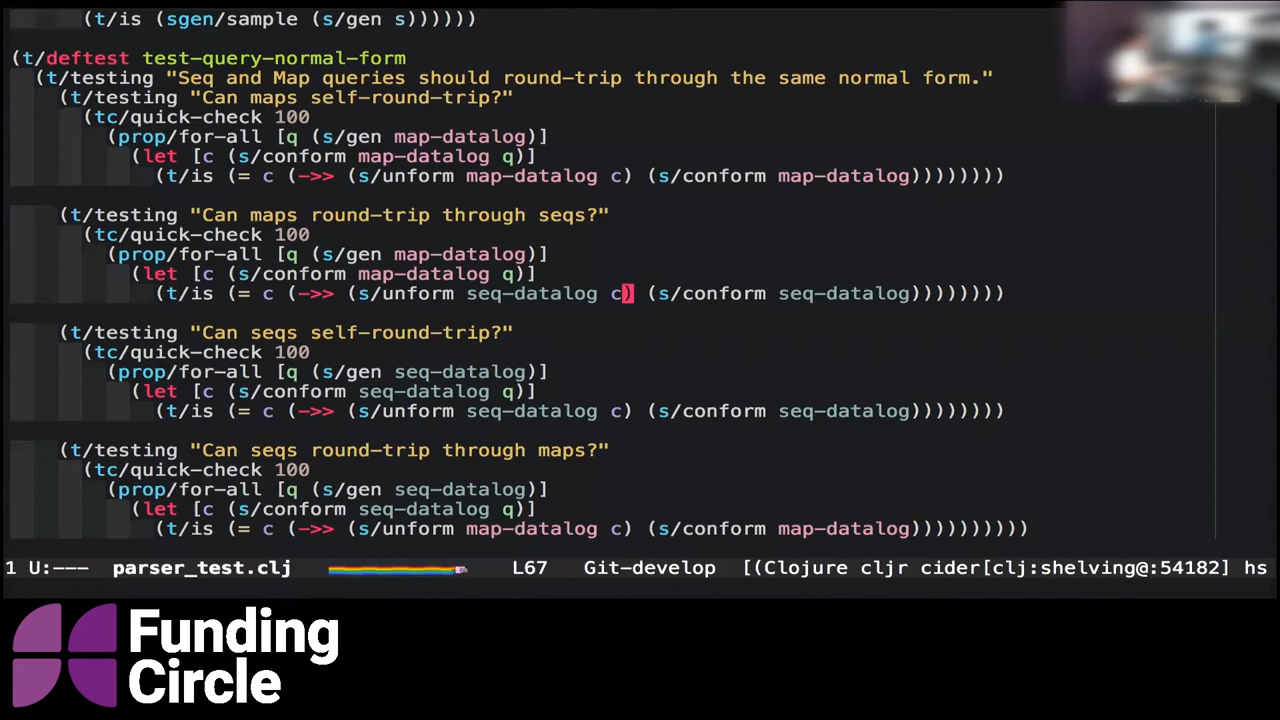 (t/is (sgen/sample (s/gen s))))))
(t/deftest test-query-normal-form
(t/testing "Seq and Map queries should round-trip through the same normal form."
(t/testing "Can maps self-round-trip?"
(tc/quick-check 100
(prop/for-all [q (s/gen map-datalog)]
(let [c (s/conform map-datalog q)]
(t/is (= c (->> (s/unform map-datalog c) (s/conform map-datalog))))))))
(t/testing "Can maps round-trip through seqs?"
(tc/quick-check 100
(prop/for-all [q (s/gen map-datalog)]
(let [c (s/conform map-datalog q)]
(t/is (= c (->> (s/unform seq-datalog c) (s/conform seq-datalog))))))))
(t/testing "Can seqs self-round-trip?"
(tc/quick-check 100
(prop/for-all [q (s/gen seq-datalog)]
(let [c (s/conform seq-datalog q)]
(t/is (= c (->> (s/unform seq-datalog c) (s/conform seq-datalog))))))))
(t/testing "Can seqs round-trip through maps?"
(tc/quick-check 100
(prop/for-all [q (s/gen seq-datalog)]
(let [c (s/conform seq-datalog q)]
(t/is (= c (->> (s/unform map-datalog c) (s/conform map-datalog))))))))))
1 U:--- parser_test.clj L67 Git-develop [(Clojure cljr cider[clj:shelving@:54182] hs
Funding
Circle